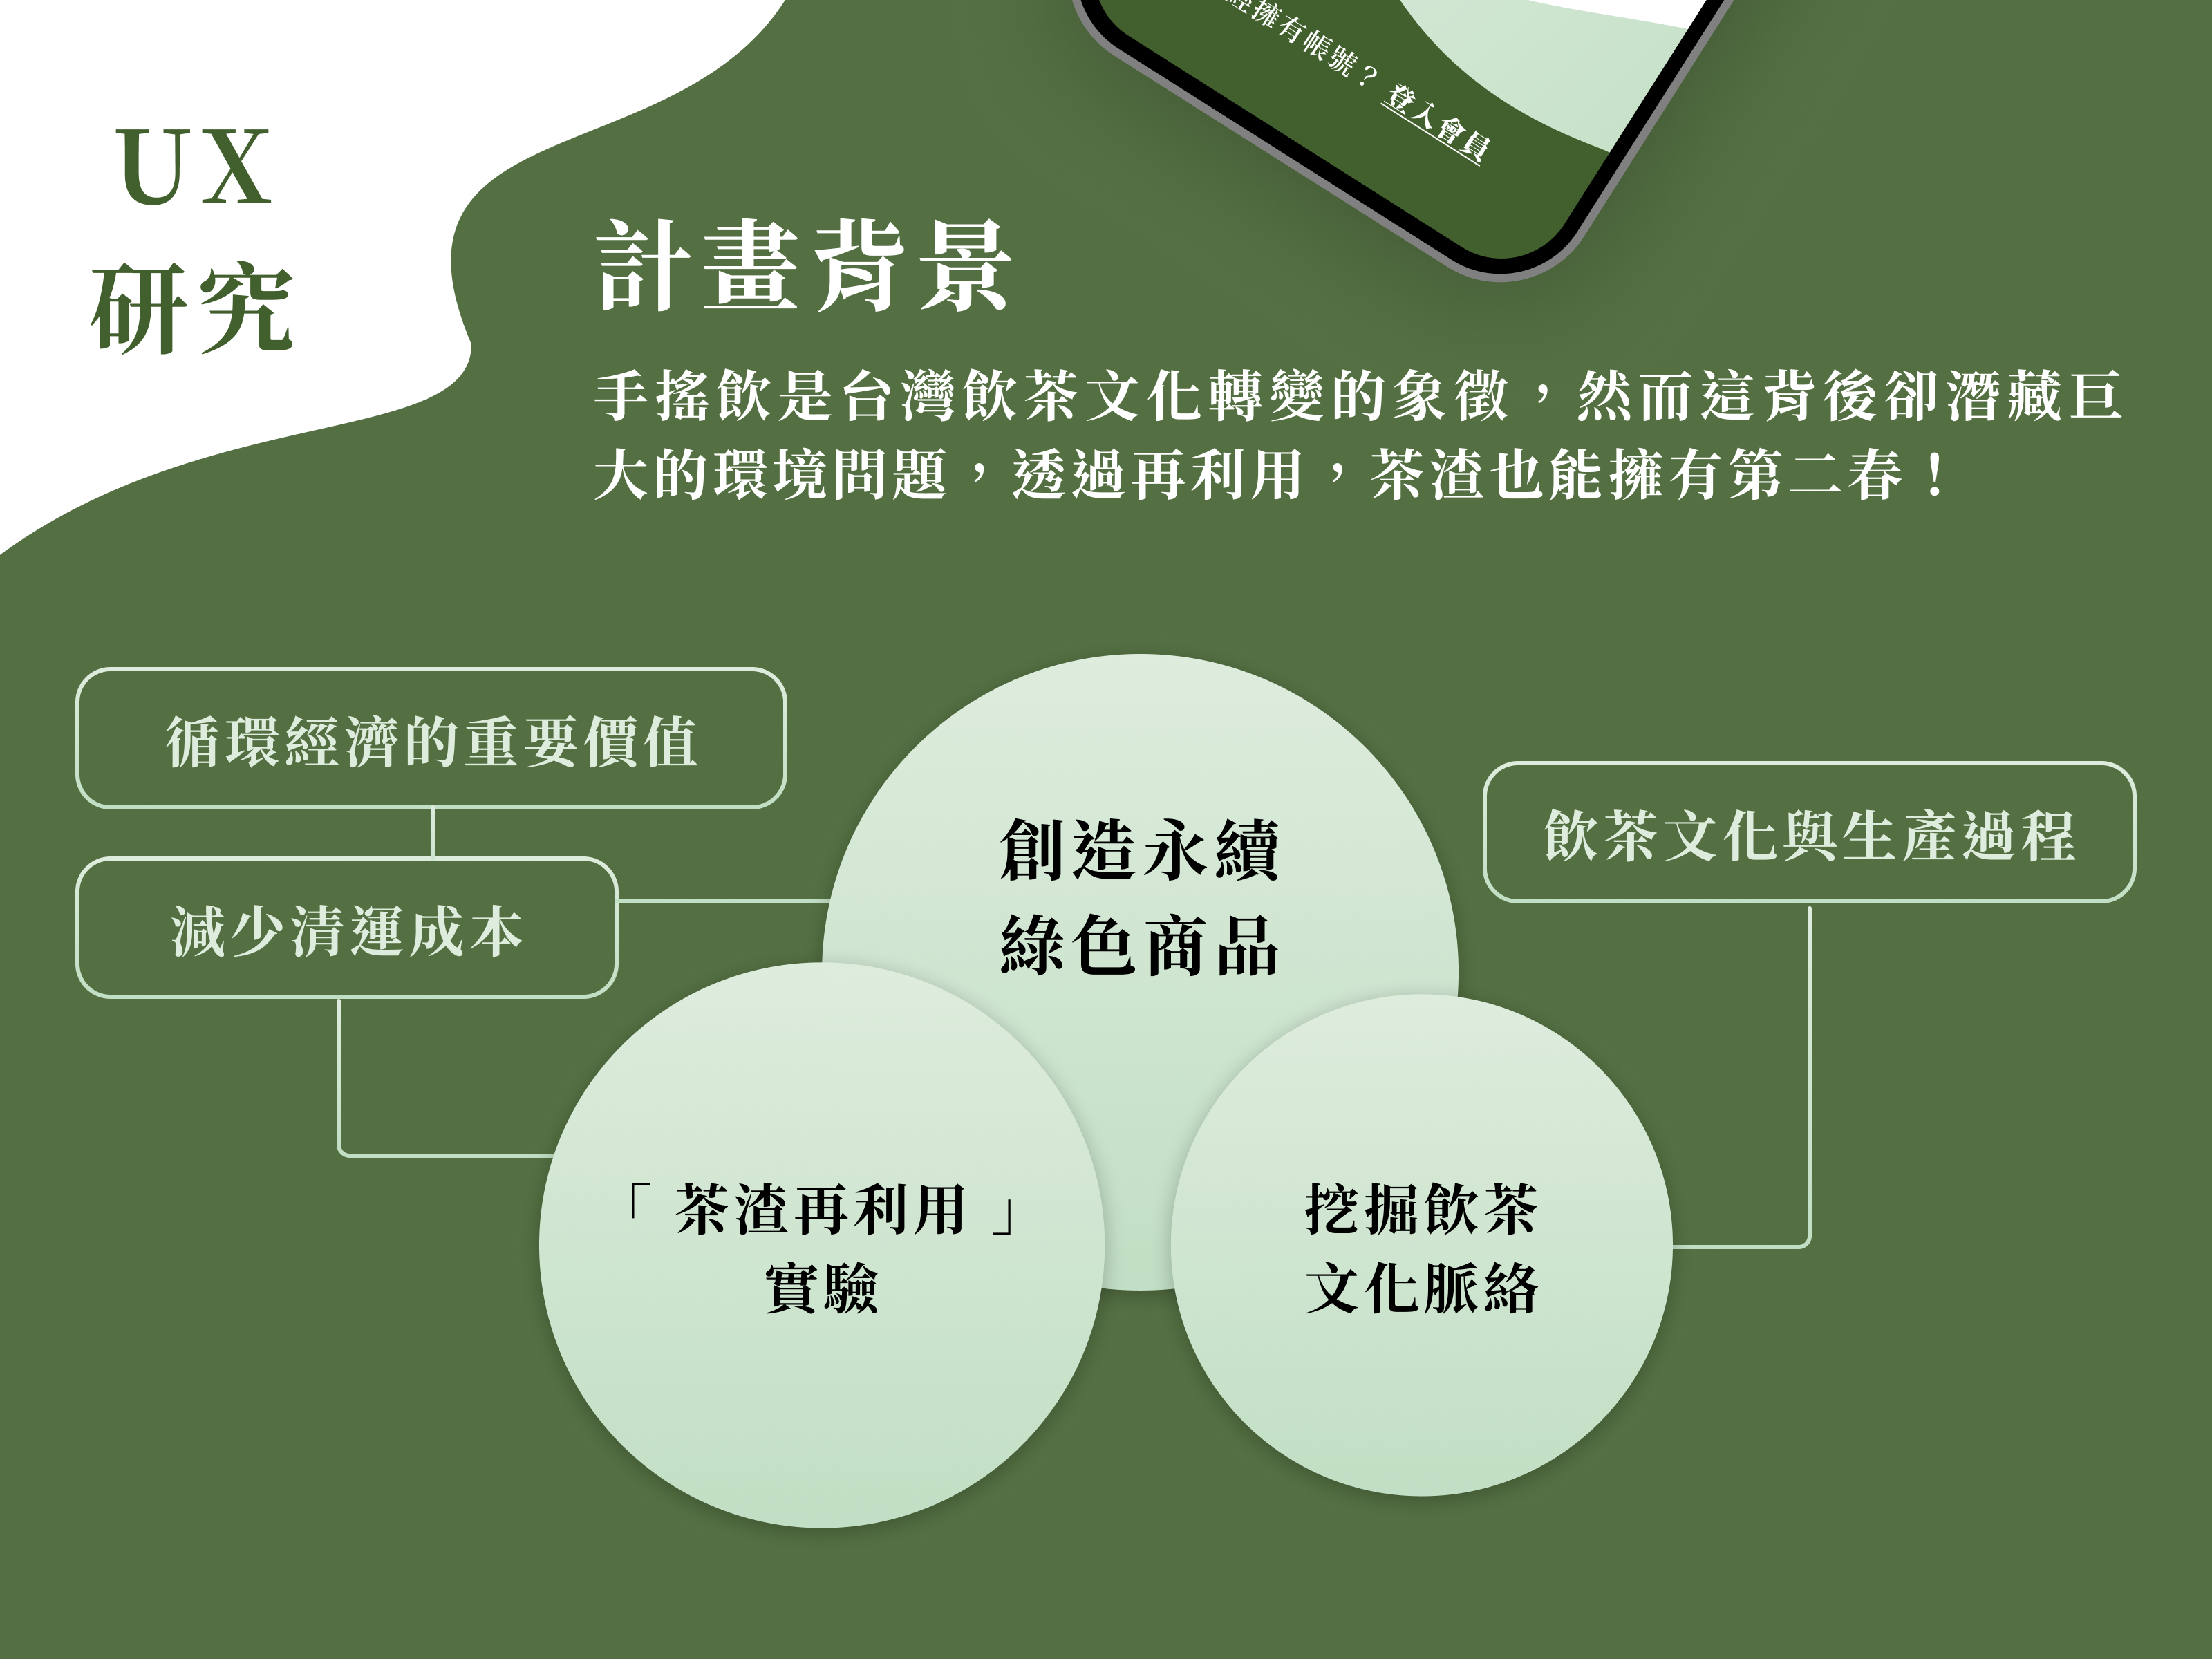 經擁有帳號？ 登入會員
UX
研究
計畫背景
手搖飲是台灣飲茶文化轉變的象徵，然而這背後卻潛藏巨
大的環境問題，透過再利用，茶渣也能擁有第二春！
循環經濟的重要價值
減少清運成本
創造永續
綠色商品
飲茶文化與生產過程
「 茶渣再利用 」
實驗
挖掘飲茶
文化脈絡